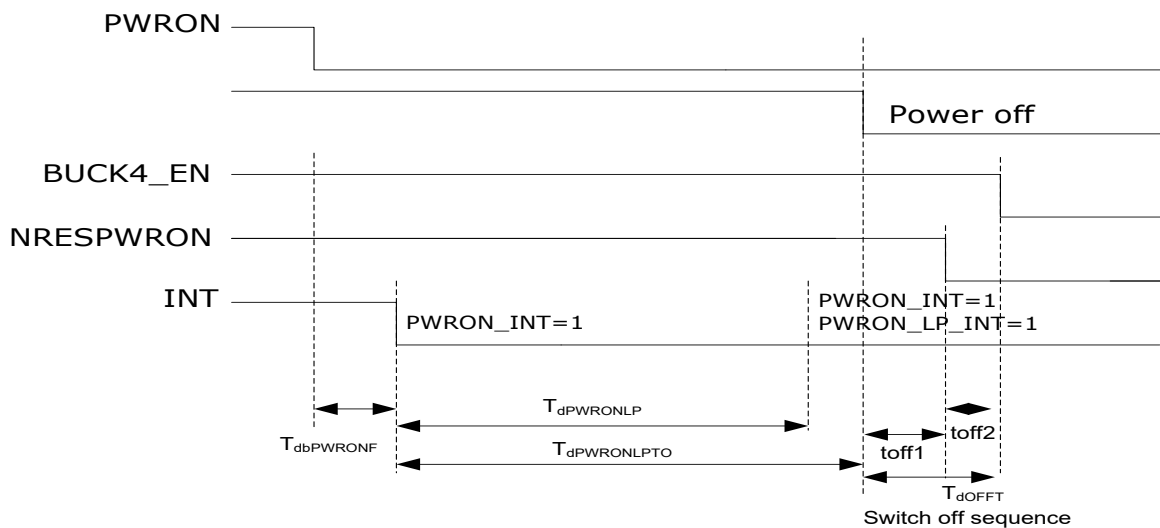 PWRON
Power off
BUCK4_EN
NRESPWRON
INT
PWRON_INT=1
PWRON_INT=1
PWRON_LP_INT=1
TdbPWRONF
TdPWRONLP
TdPWRONLPTO
toff1
toff2
TdOFFT
Switch off sequence